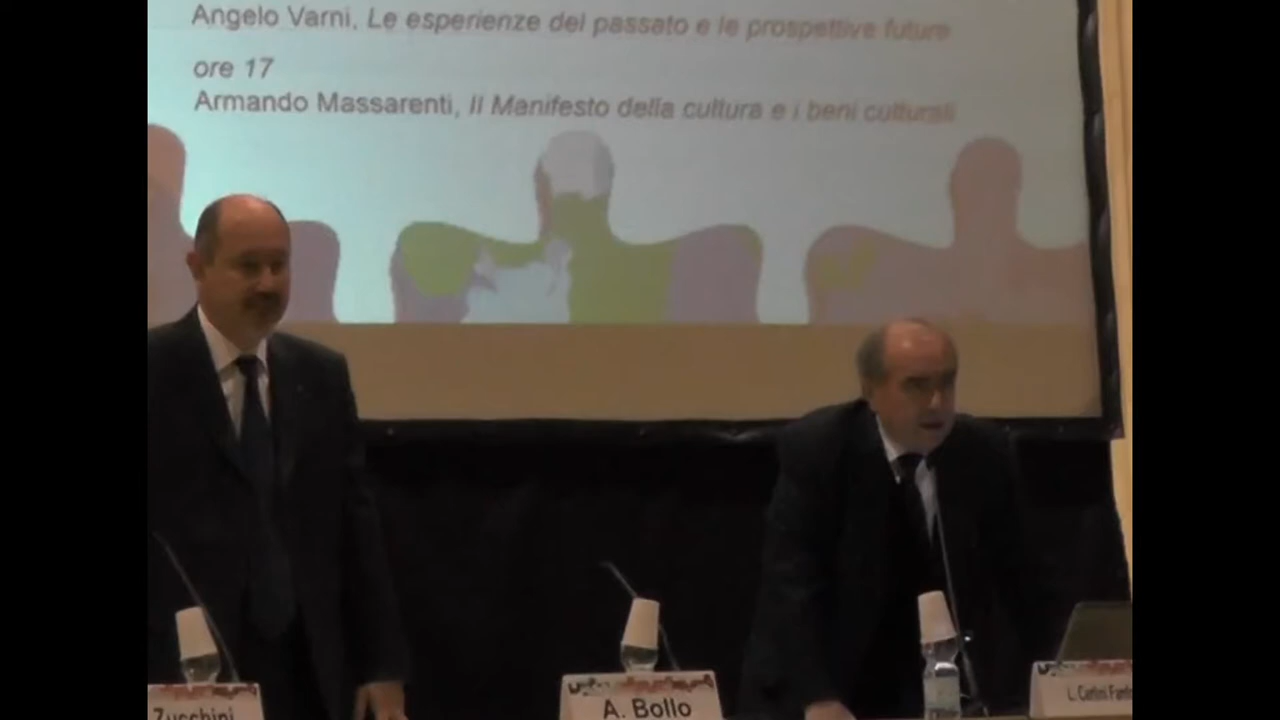 Angelo Varni, Le esperienze del passato e le prospettive future
ore 17
Armando Massarenti, Il Manifesto della cultura e i beni culturali
Zucchini
A. Bollo
L. Carlini